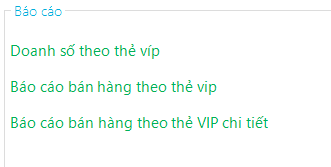 Báo cáo
Doanh số theo thẻ víp
Báo cáo bán hàng theo thẻ vip
Báo cáo bán hàng theo thẻ VIP chi tiết